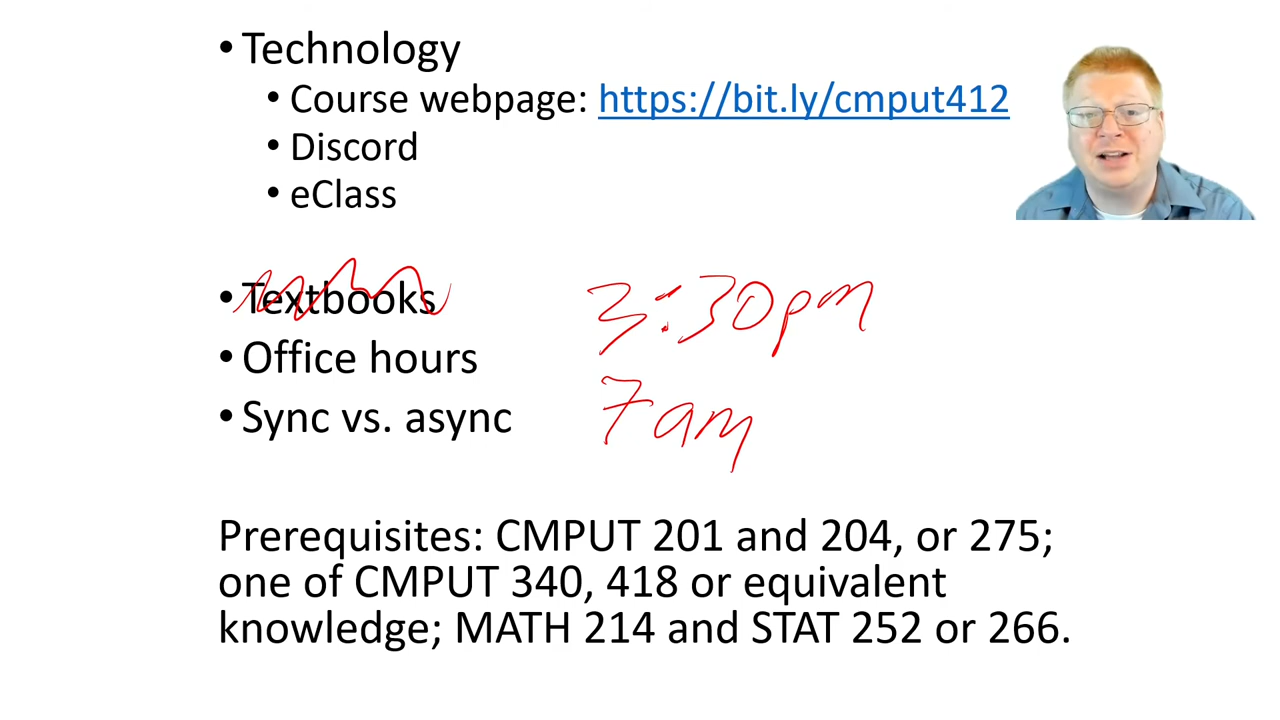 • Technology
• Course webpage: https://bit.ly/cmput412
• Discord
• eClass
• Textbooks
3:30pm
• Office hours
7am
• Sync vs. async
Prerequisites: CMPUT 201 and 204, or 275;
one of CMPUT 340, 418 or equivalent
knowledge; MATH 214 and STAT 252 or 266.